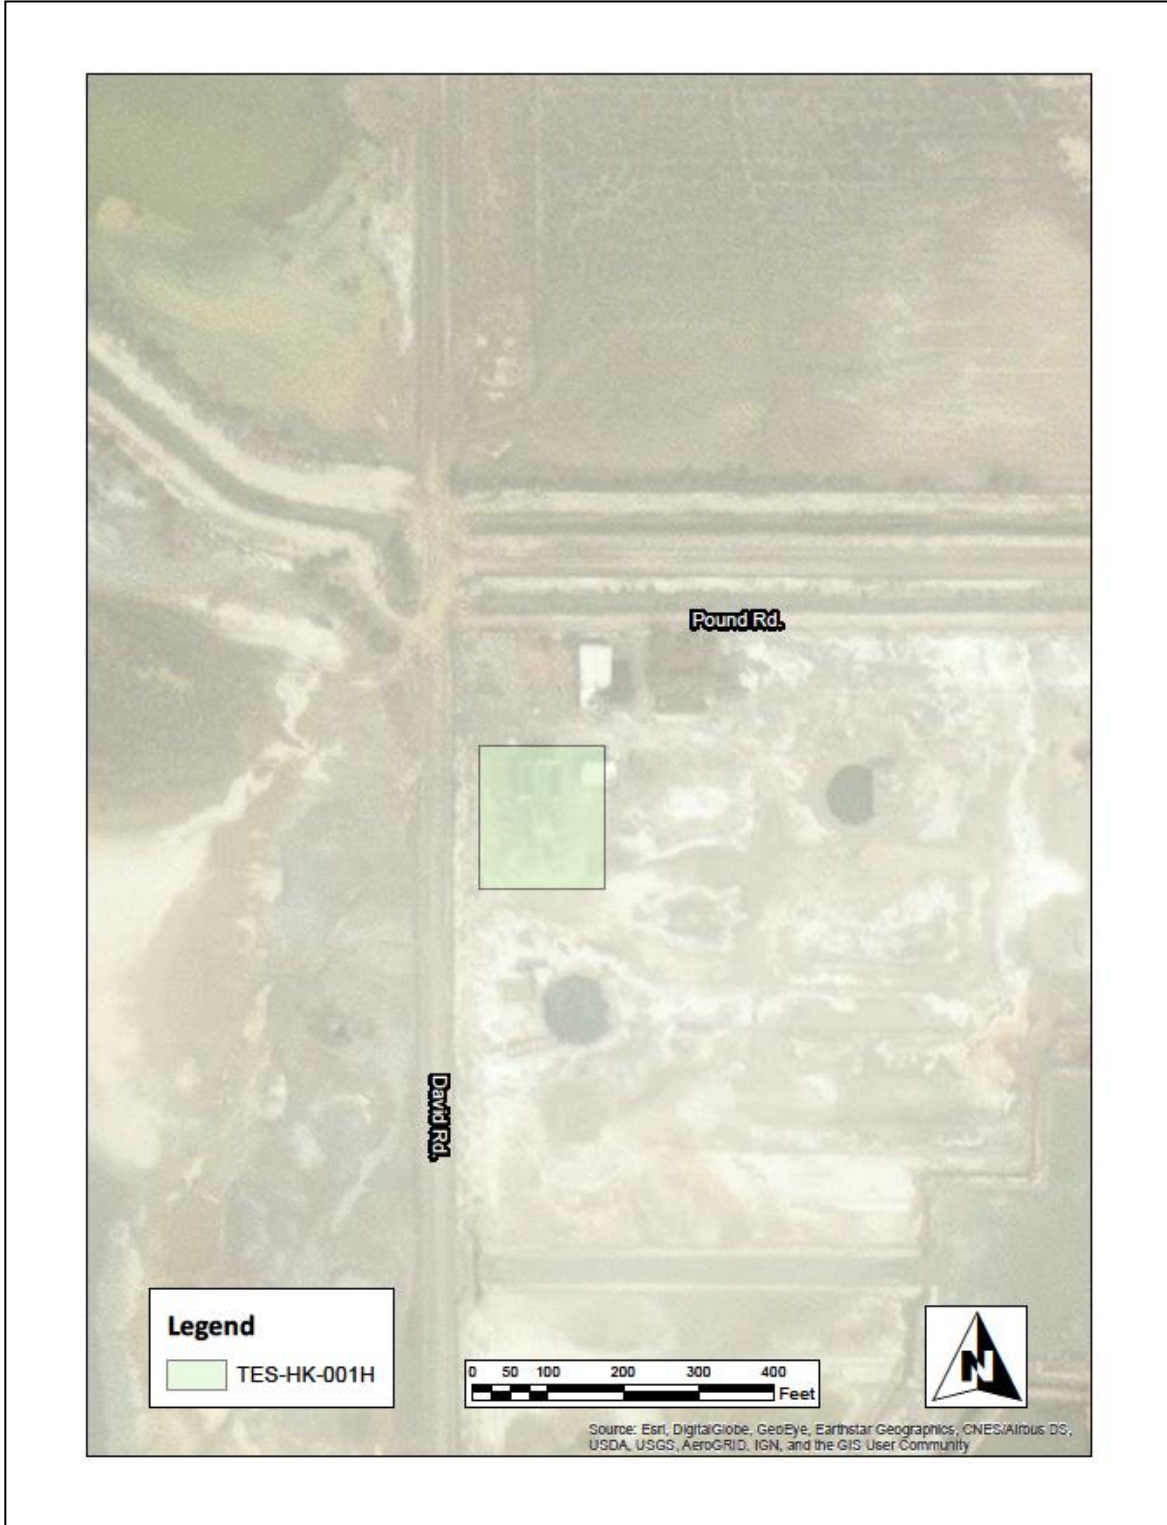 Pound Rd.
David Rd.
Legend
TES-HK-001H
0 50 100 200 300 400
Feet
N
Source: Esri, DigitalGlobe, GeoEye, Earthstar Geographics, CNES/Airbus DS,
USDA, USGS, AeroGRID, IGN, and the GIS User Community